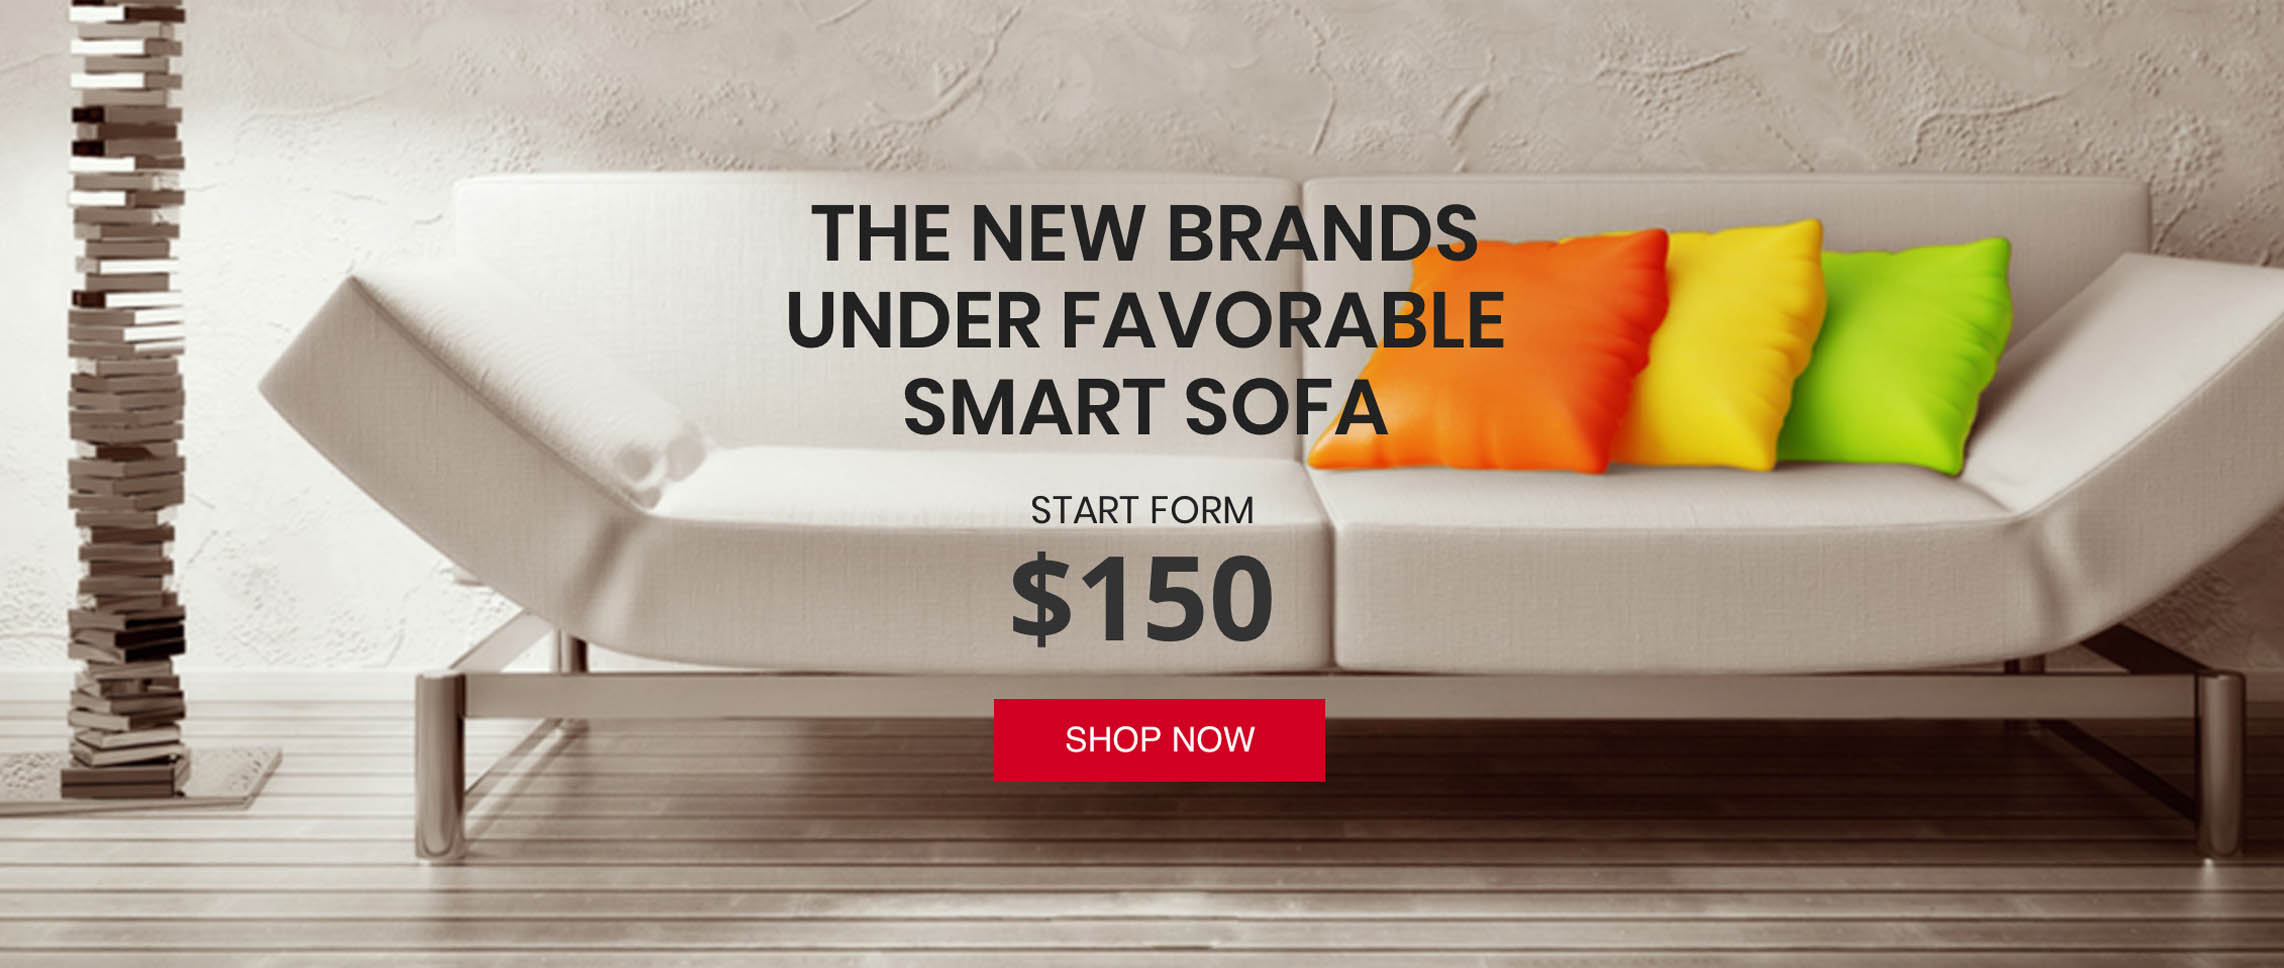 THE NEW BRANDS
UNDER FAVORABLE
SMART SOFA
START FORM
$150
SHOP NOW